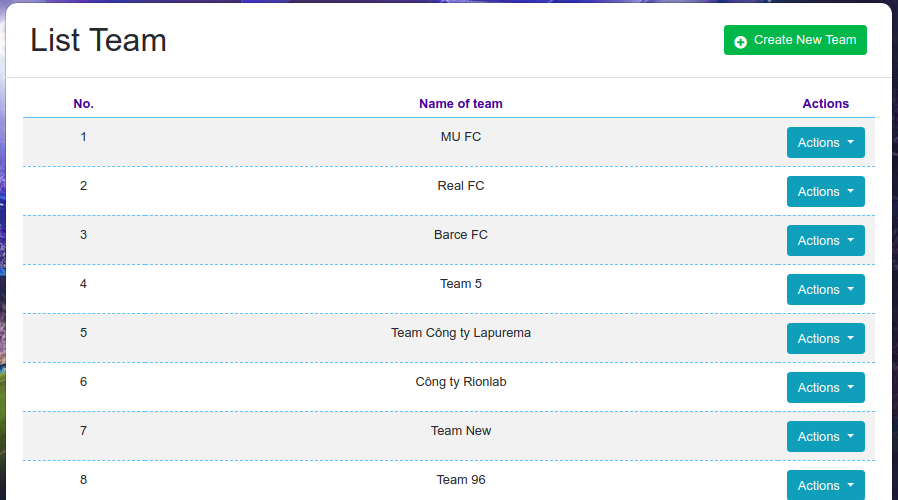 List Team
Create New Team
No. Name of team Actions
1 MU FC Actions
2 Real FC Actions
3 Barce FC Actions
4 Team 5 Actions
5 Team Công ty Lapurema Actions
6 Công ty Rionlab Actions
7 Team New Actions
8 Team 96 Actions